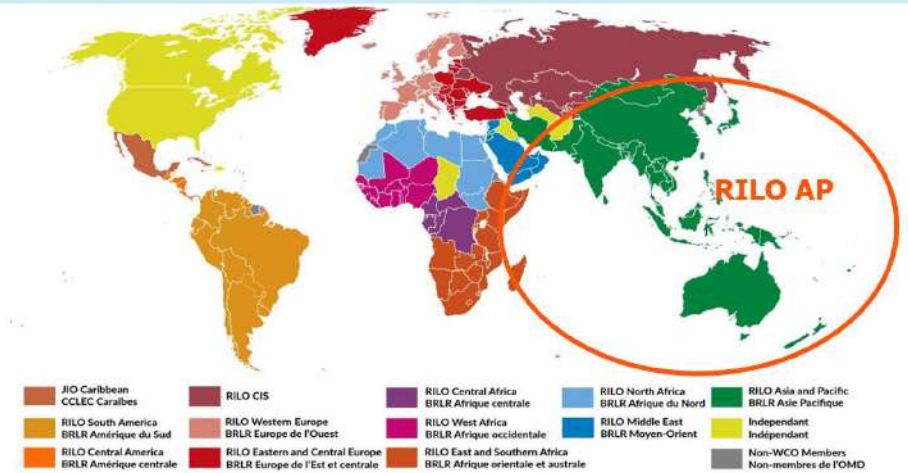 RILO AP
JIO Caribbean
CCLEC Caraïbes
RILO CIS
RILO Central Africa
BRLR Afrique centrale
RILO North Africa
BRLR Afrique du Nord
RILO Asia and Pacific
BRLR Asie Pacifique
RILO South America
BRLR Amérique du Sud
RILO Western Europe
BRLR Europe de l'Ouest
RILO West Africa
BRLR Afrique occidentale
RILO Middle East
BRLR Moyen-Orient
Independant
Indépendant
RILO Central America
BRLR Amérique centrale
RILO Eastern and Central Europe
BRLR Europe de l'Est et centrale
RILO East and Southern Africa
BRLR Afrique orientale et australe
Non-WCO Members
Non-membres de l'OMD